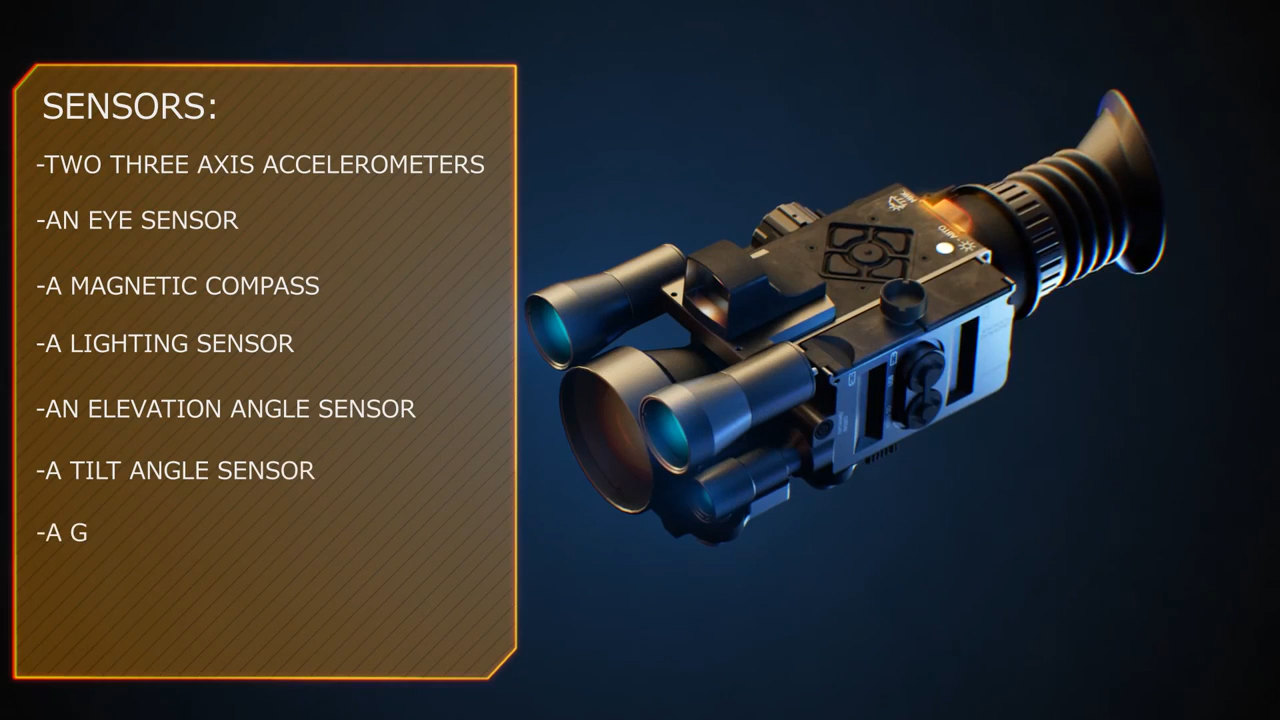 SENSORS:
-TWO THREE AXIS ACCELEROMETERS
-AN EYE SENSOR
-A MAGNETIC COMPASS
-A LIGHTING SENSOR
-AN ELEVATION ANGLE SENSOR
-A TILT ANGLE SENSOR
-A G